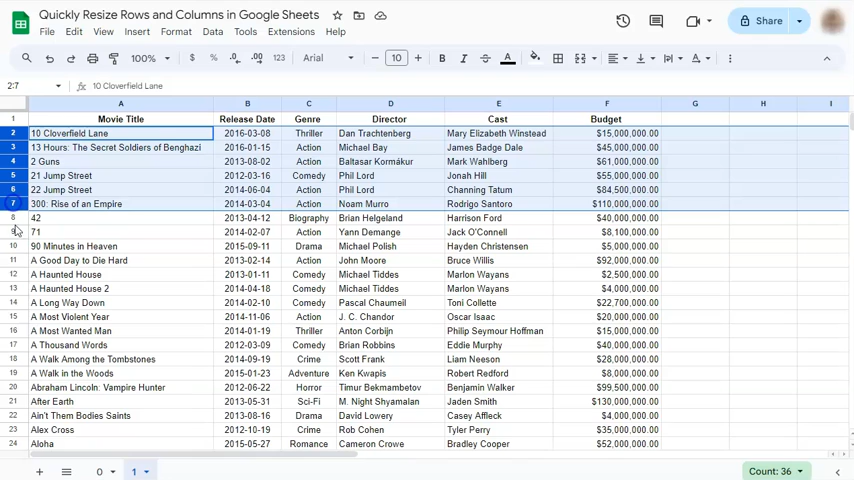 Quickly Resize Rows and Columns in Google Sheets
File Edit View Insert Format Data Tools Extensions Help
Share
100% $ % .0 .00 123 Arial 10 B I A A
2:7 fx 10 Cloverfield Lane
A B C D E F G H I
1 Movie Title Release Date Genre Director Cast Budget
2 10 Cloverfield Lane 2016-03-08 Thriller Dan Trachtenberg Mary Elizabeth Winstead $15,000,000.00
3 13 Hours: The Secret Soldiers of Benghazi 2016-01-15 Action Michael Bay James Badge Dale $45,000,000.00
4 2 Guns 2013-08-02 Action Baltasar Kormákur Mark Wahlberg $61,000,000.00
5 21 Jump Street 2012-03-16 Comedy Phil Lord Jonah Hill $55,000,000.00
6 22 Jump Street 2014-06-04 Action Phil Lord Channing Tatum $84,500,000.00
7 300: Rise of an Empire 2014-03-04 Action Noam Murro Rodrigo Santoro $110,000,000.00
8 42 2013-04-12 Biography Brian Helgeland Harrison Ford $40,000,000.00
9 71 2014-02-07 Action Yann Demange Jack O'Connell $8,100,000.00
10 90 Minutes in Heaven 2015-09-11 Drama Michael Polish Hayden Christensen $5,000,000.00
11 A Good Day to Die Hard 2013-02-14 Action John Moore Bruce Willis $92,000,000.00
12 A Haunted House 2013-01-11 Comedy Michael Tiddes Marlon Wayans $2,500,000.00
13 A Haunted House 2 2014-04-18 Comedy Michael Tiddes Marlon Wayans $4,000,000.00
14 A Long Way Down 2014-02-10 Comedy Pascal Chaumeil Toni Collette $22,700,000.00
15 A Most Violent Year 2014-11-06 Action J. C. Chandor Oscar Isaac $20,000,000.00
16 A Most Wanted Man 2014-01-19 Thriller Anton Corbijn Philip Seymour Hoffman $15,000,000.00
17 A Thousand Words 2012-03-09 Comedy Brian Robbins Eddie Murphy $40,000,000.00
18 A Walk Among the Tombstones 2014-09-19 Crime Scott Frank Liam Neeson $28,000,000.00
19 A Walk in the Woods 2015-01-23 Adventure Ken Kwapis Robert Redford $8,000,000.00
20 Abraham Lincoln: Vampire Hunter 2012-06-22 Horror Timur Bekmambetov Benjamin Walker $99,500,000.00
21 After Earth 2013-05-31 Sci-Fi M. Night Shyamalan Jaden Smith $130,000,000.00
22 Ain't Them Bodies Saints 2013-08-16 Drama David Lowery Casey Affleck $4,000,000.00
23 Alex Cross 2012-10-19 Crime Rob Cohen Tyler Perry $35,000,000.00
24 Aloha 2015-05-27 Romance Cameron Crowe Bradley Cooper $52,000,000.00
0 1 Count: 36